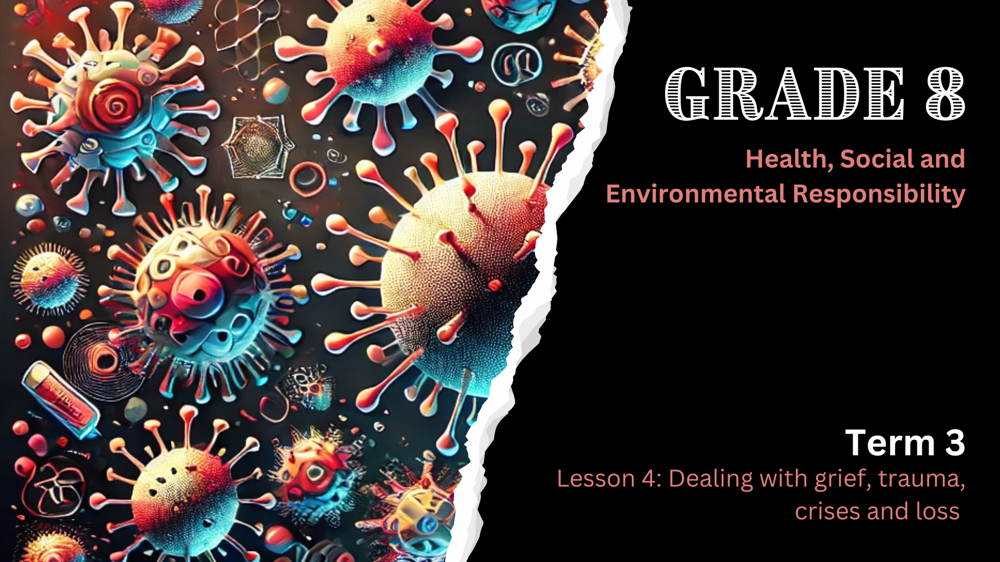 GRADE 8
Health, Social and
Environmental Responsibility
Term 3
Lesson 4: Dealing with grief, trauma,
crises and loss